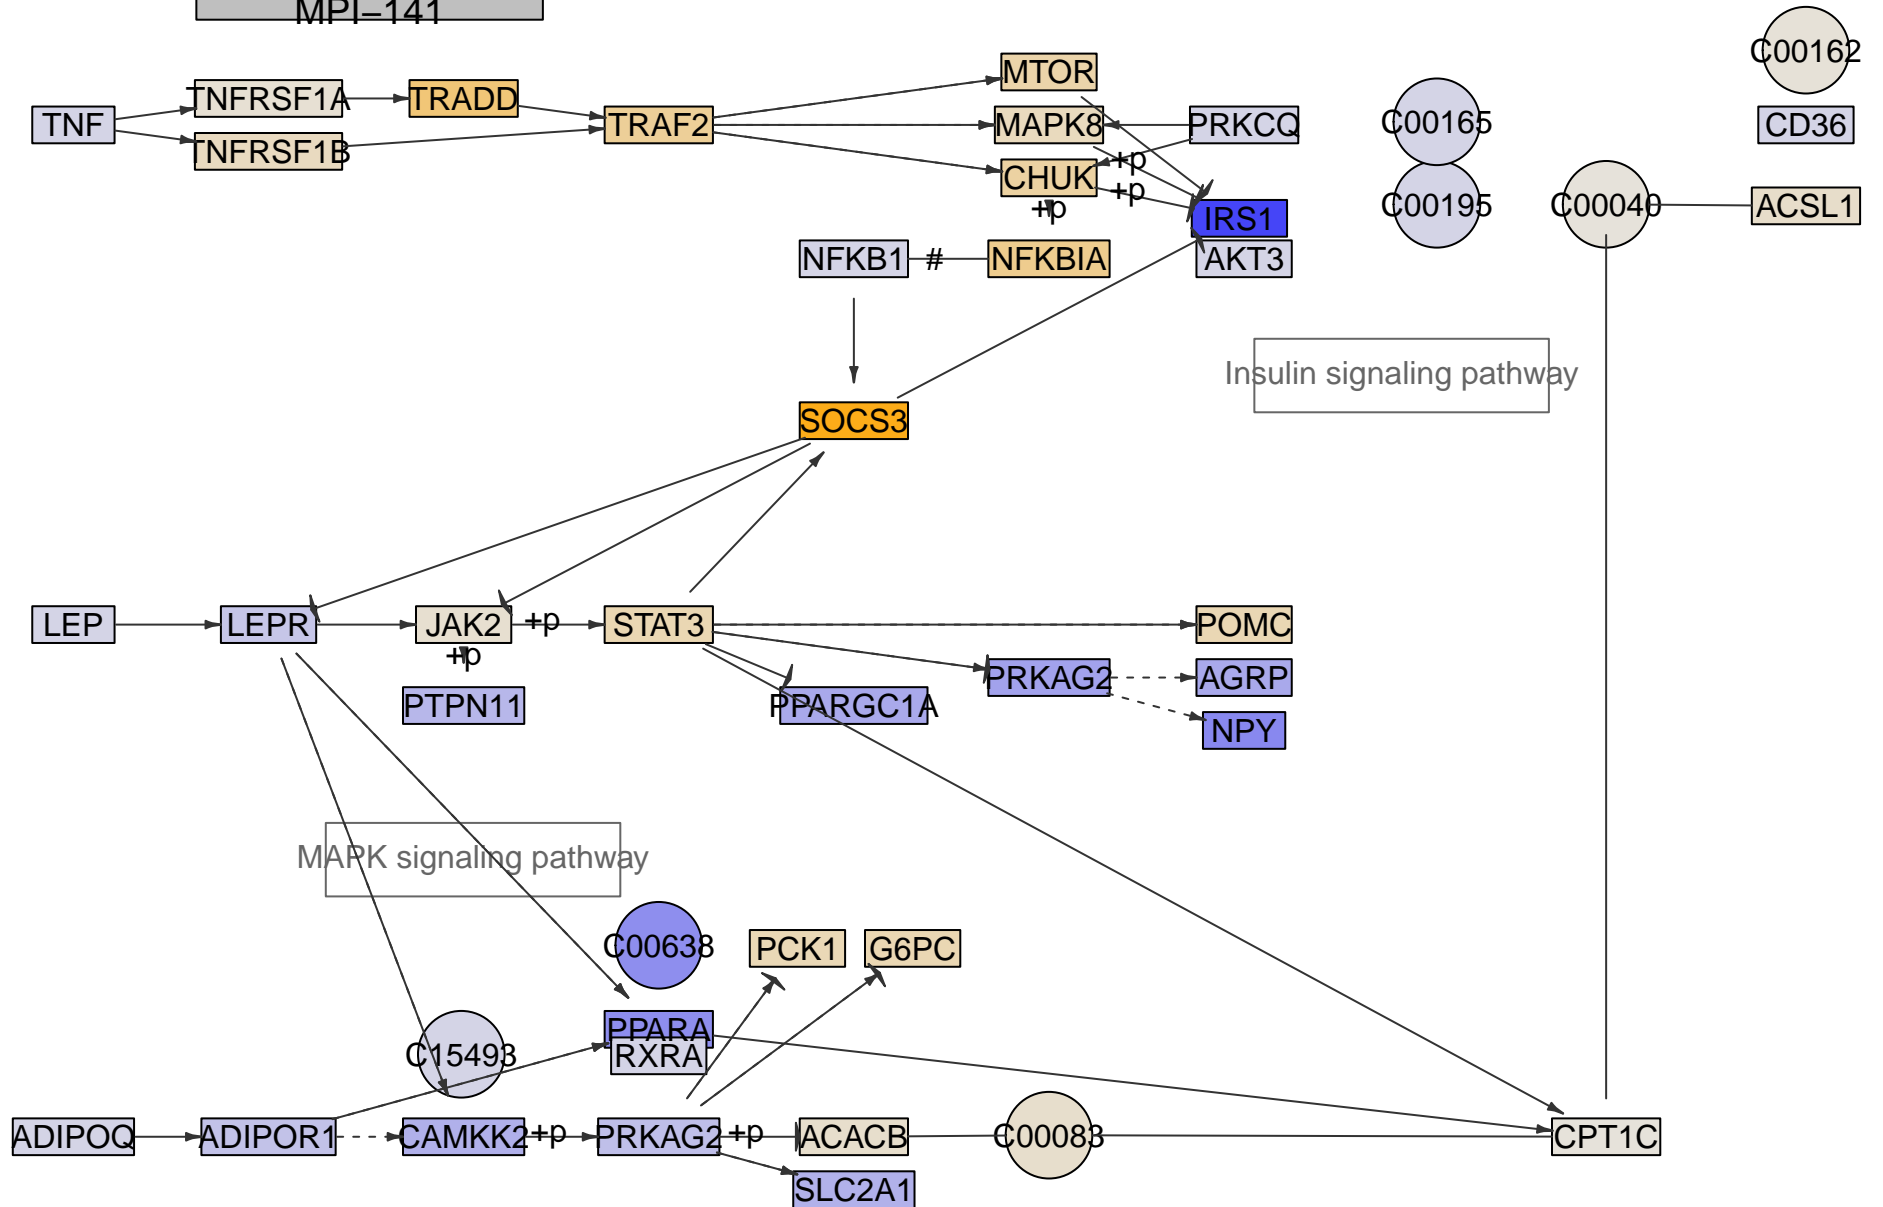 MPI−141
C00162
MTOR
TNFRSF1A
TRADD
TNF
TRAF2
MAPK8
PRKCQ
C00165
CD36
TNFRSF1B
+p
CHUK
+p
+p
IRS1
C00195
C00040
ACSL1
NFKB1
#
NFKBIA
AKT3
Insulin signaling pathway
SOCS3
LEP
LEPR
JAK2
+p
STAT3
POMC
+p
PRKAG2
AGRP
PTPN11
PPARGC1A
NPY
MAPK signaling pathway
C00638
PCK1
G6PC
PPARA
C15493
RXRA
ADIPOQ
ADIPOR1
CAMKK2
+p
PRKAG2
+p
ACACB
C00083
CPT1C
SLC2A1